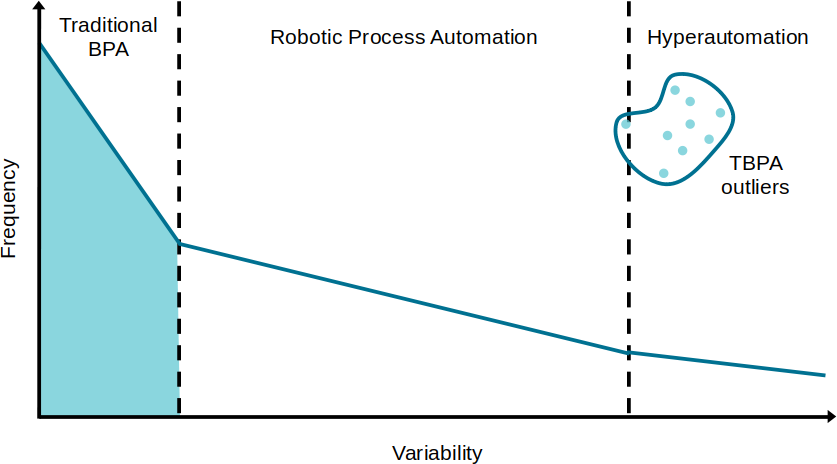 Traditional
BPA
Robotic Process Automation
Hyperautomation
TBPA
outliers
Frequency
Variability